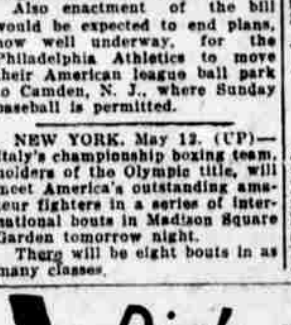 Also enactment of the bill
would be expected to end plans,
now well underway, for the
Philadelphia Athletics to move
their American league ball park
to Camden, N. J., where Sunday
baseball is permitted.
NEW YORK, May 12. (UP)—
Italy's championship boxing team,
holders of the Olympic title, will
meet America's outstanding ama-
teur fighters in a series of inter-
national bouts in Madison Square
Garden tomorrow night.
There will be eight bouts in as
many classes.